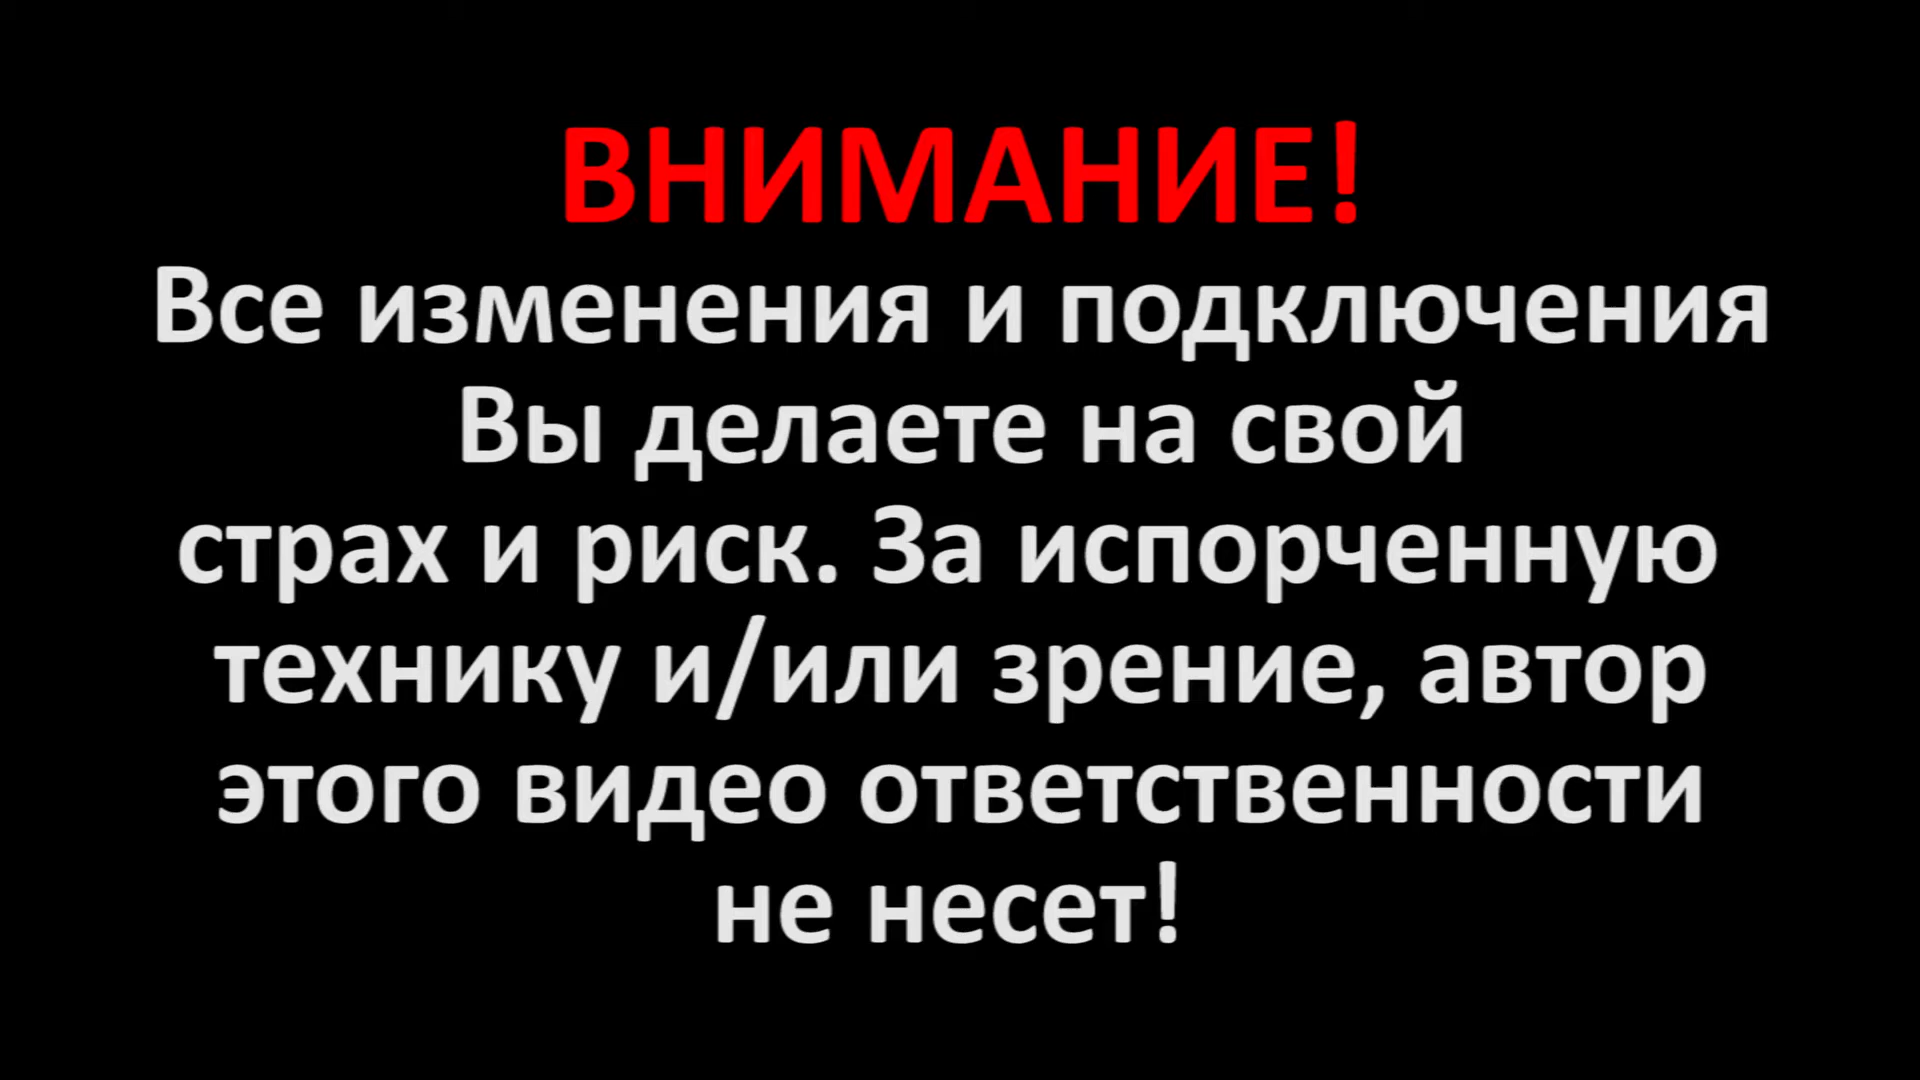 ВНИМАНИЕ!
Все изменения и подключения
Вы делаете на свой
страх и риск. За испорченную
технику и/или зрение, автор
этого видео ответственности
не несет!